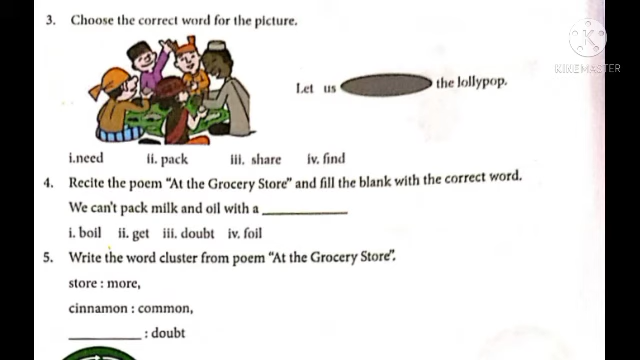 3. Choose the correct word for the picture.
KINEMASTER
Let us the lollypop.
i.need ii. pack iii. share iv. find
4. Recite the poem "At the Grocery Store" and fill the blank with the correct word.
We can't pack milk and oil with a ___________
i. boil ii. get iii. doubt iv. foil
5. Write the word cluster from poem "At the Grocery Store".
store : more,
cinnamon : common,
_________ : doubt